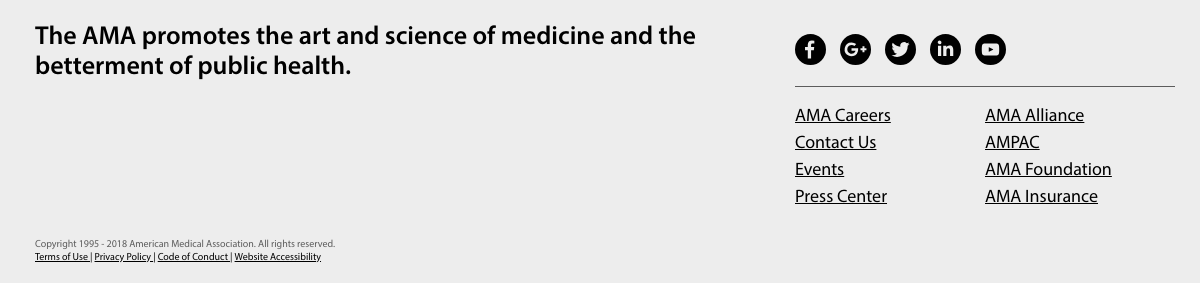 The AMA promotes the art and science of medicine and the
betterment of public health.
AMA Careers
Contact Us
Events
Press Center
AMA Alliance
AMPAC
AMA Foundation
AMA Insurance
Copyright 1995 - 2018 American Medical Association. All rights reserved.
Terms of Use | Privacy Policy | Code of Conduct | Website Accessibility